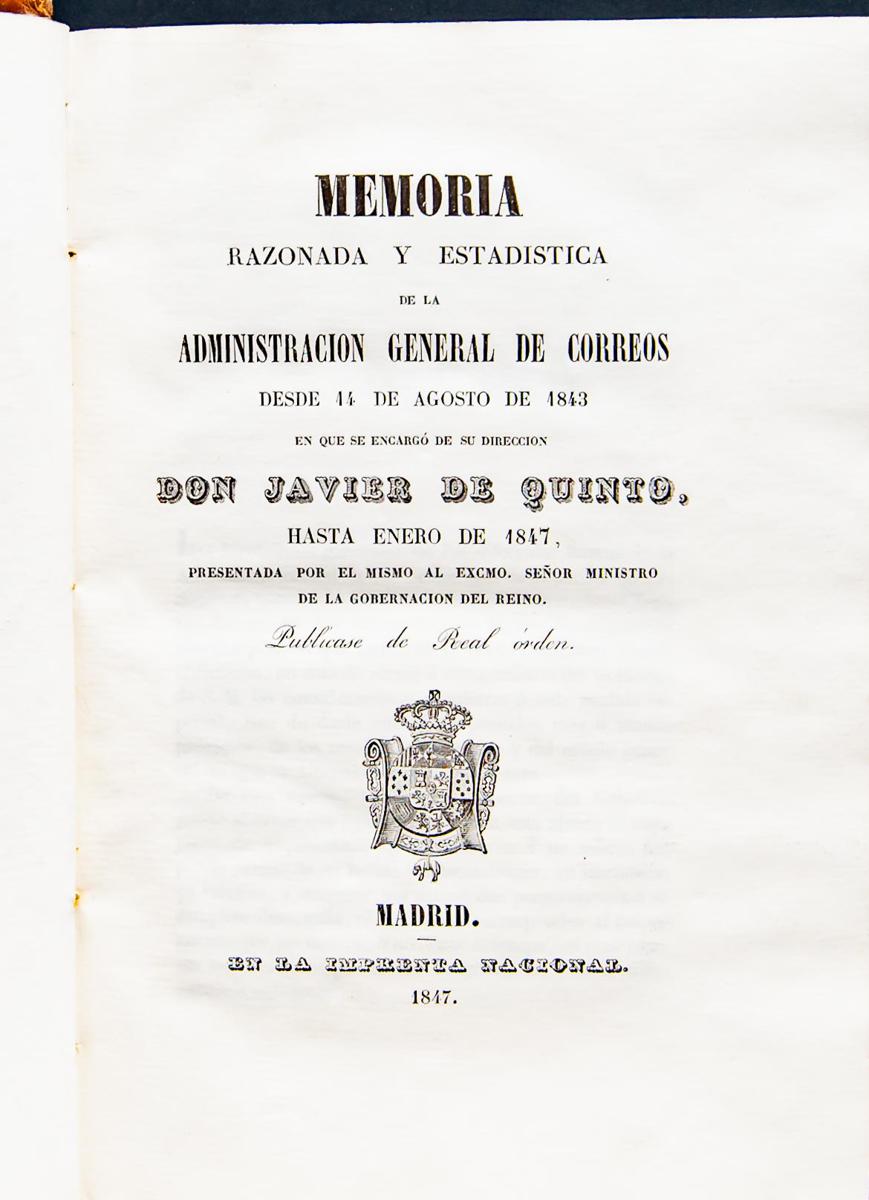 MEMORIA
RAZONADA Y ESTADISTICA
DE LA
ADMINISTRACION GENERAL DE CORREOS
DESDE 14 DE AGOSTO DE 1843
EN QUE SE ENCARGÓ DE SU DIRECCION
DON JAVIER DE QUINTO,
HASTA ENERO DE 1847,
PRESENTADA POR EL MISMO AL EXCMO. SEÑOR MINISTRO
DE LA GOBERNACION DEL REINO.
Publícase de Real órden.
MADRID.
EN LA IMPRENTA NACIONAL.
1847.